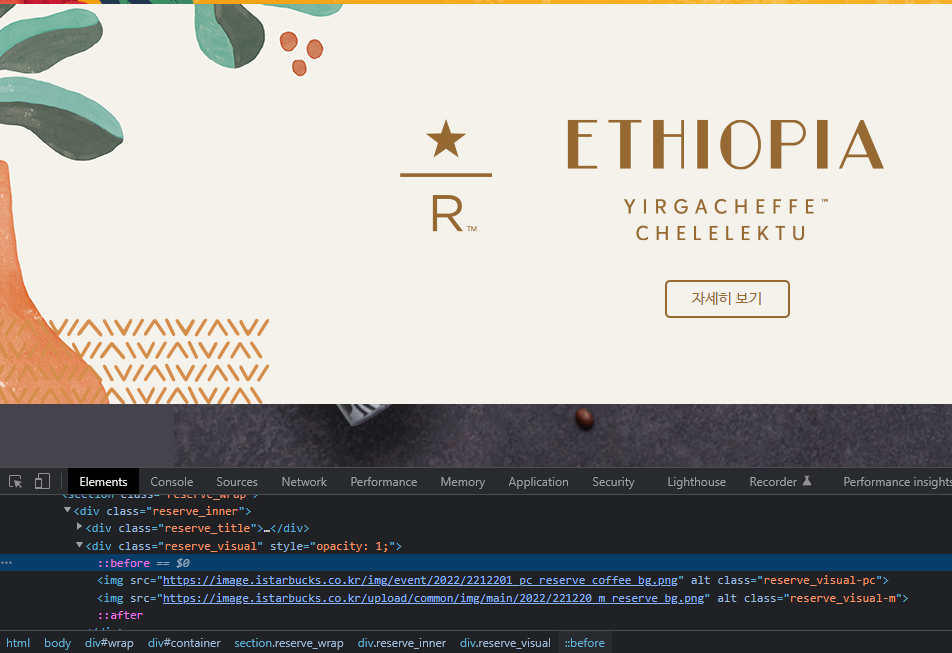 ETHIOPIA
R™
YIRGACHEFFE™
CHELELEKTU
자세히 보기
Elements Console Sources Network Performance Memory Application Security Lighthouse Recorder Performance insights
<section class="reserve_wrap">
<div class="reserve_inner">
<div class="reserve_title">…</div>
<div class="reserve_visual" style="opacity: 1;">
::before == $0
<img src="https://image.istarbucks.co.kr/img/event/2022/2212201_pc_reserve_coffee_bg.png" alt class="reserve_visual-pc">
<img src="https://image.istarbucks.co.kr/upload/common/img/main/2022/221220_m_reserve_bg.png" alt class="reserve_visual-m">
::after
html body div#wrap div#container section.reserve_wrap div.reserve_inner div.reserve_visual ::before